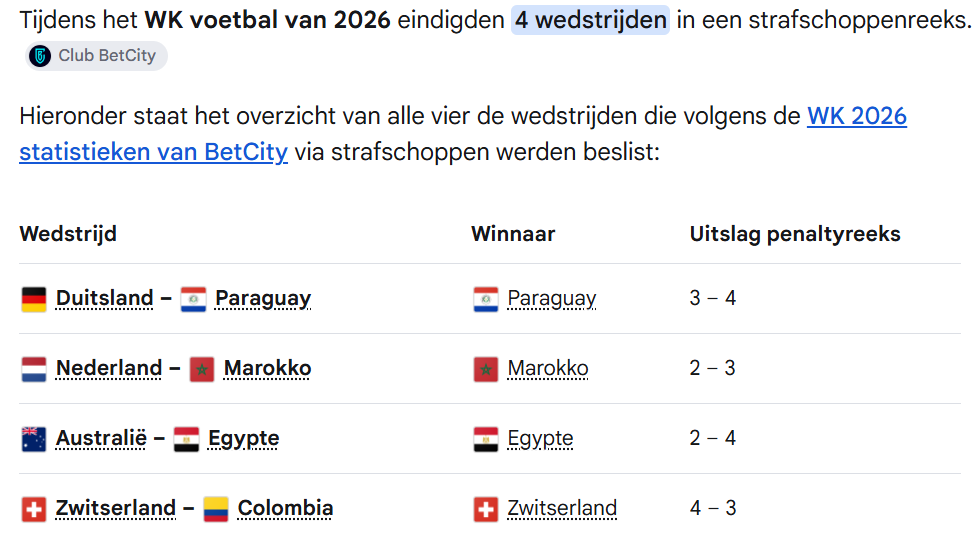 Tijdens het WK voetbal van 2026 eindigden 4 wedstrijden in een strafschoppenreeks.
Club BetCity
Hieronder staat het overzicht van alle vier de wedstrijden die volgens de WK 2026
statistieken van BetCity via strafschoppen werden beslist:
Wedstrijd Winnaar Uitslag penaltyreeks
Duitsland – Paraguay Paraguay 3 – 4
Nederland – Marokko Marokko 2 – 3
Australië – Egypte Egypte 2 – 4
Zwitserland – Colombia Zwitserland 4 – 3